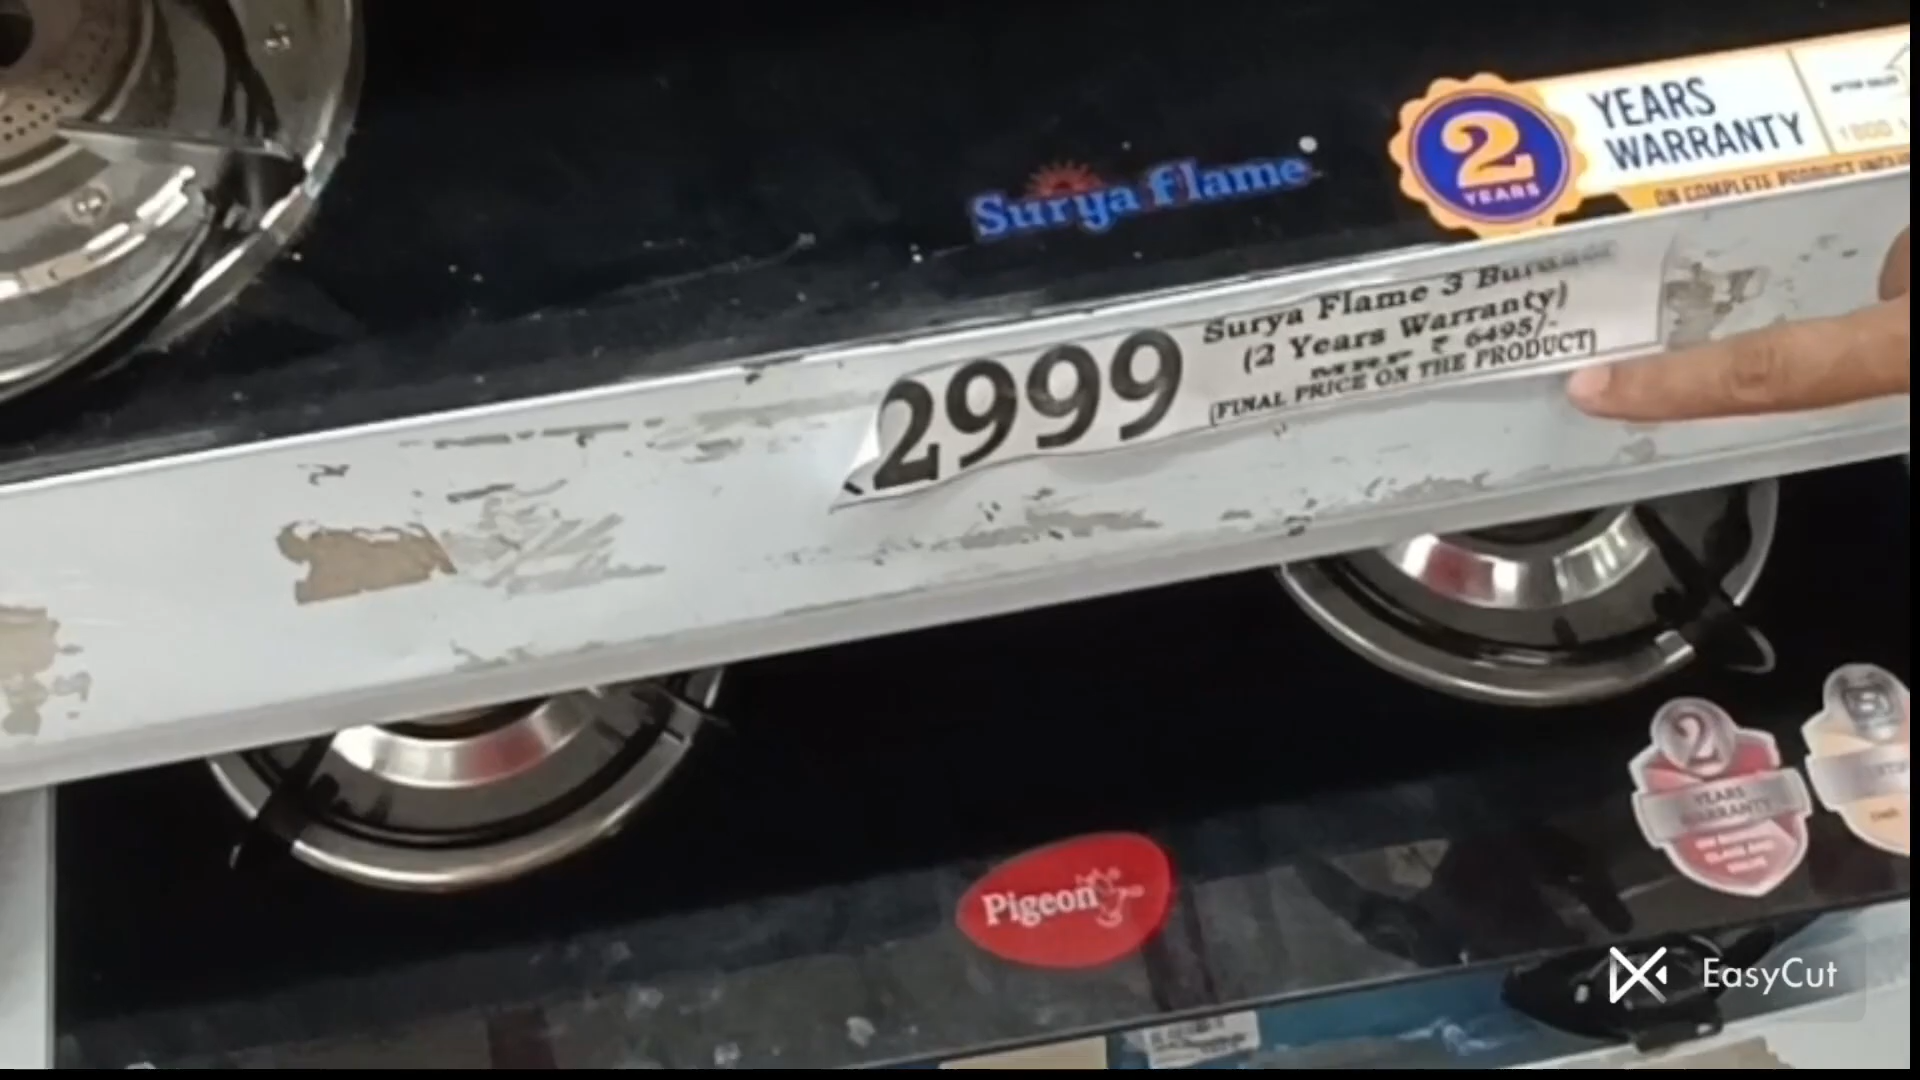 2
YEARS
YEARS
WARRANTY
ON COMPLETE PRODUCT
Surya Flame
2999
Surya Flame 3
(2 Years Warranty)
MRP ₹ 6495/-
(FINAL PRICE ON THE PRODUCT)
2
YEARS
WARRANTY
Pigeon
EasyCut